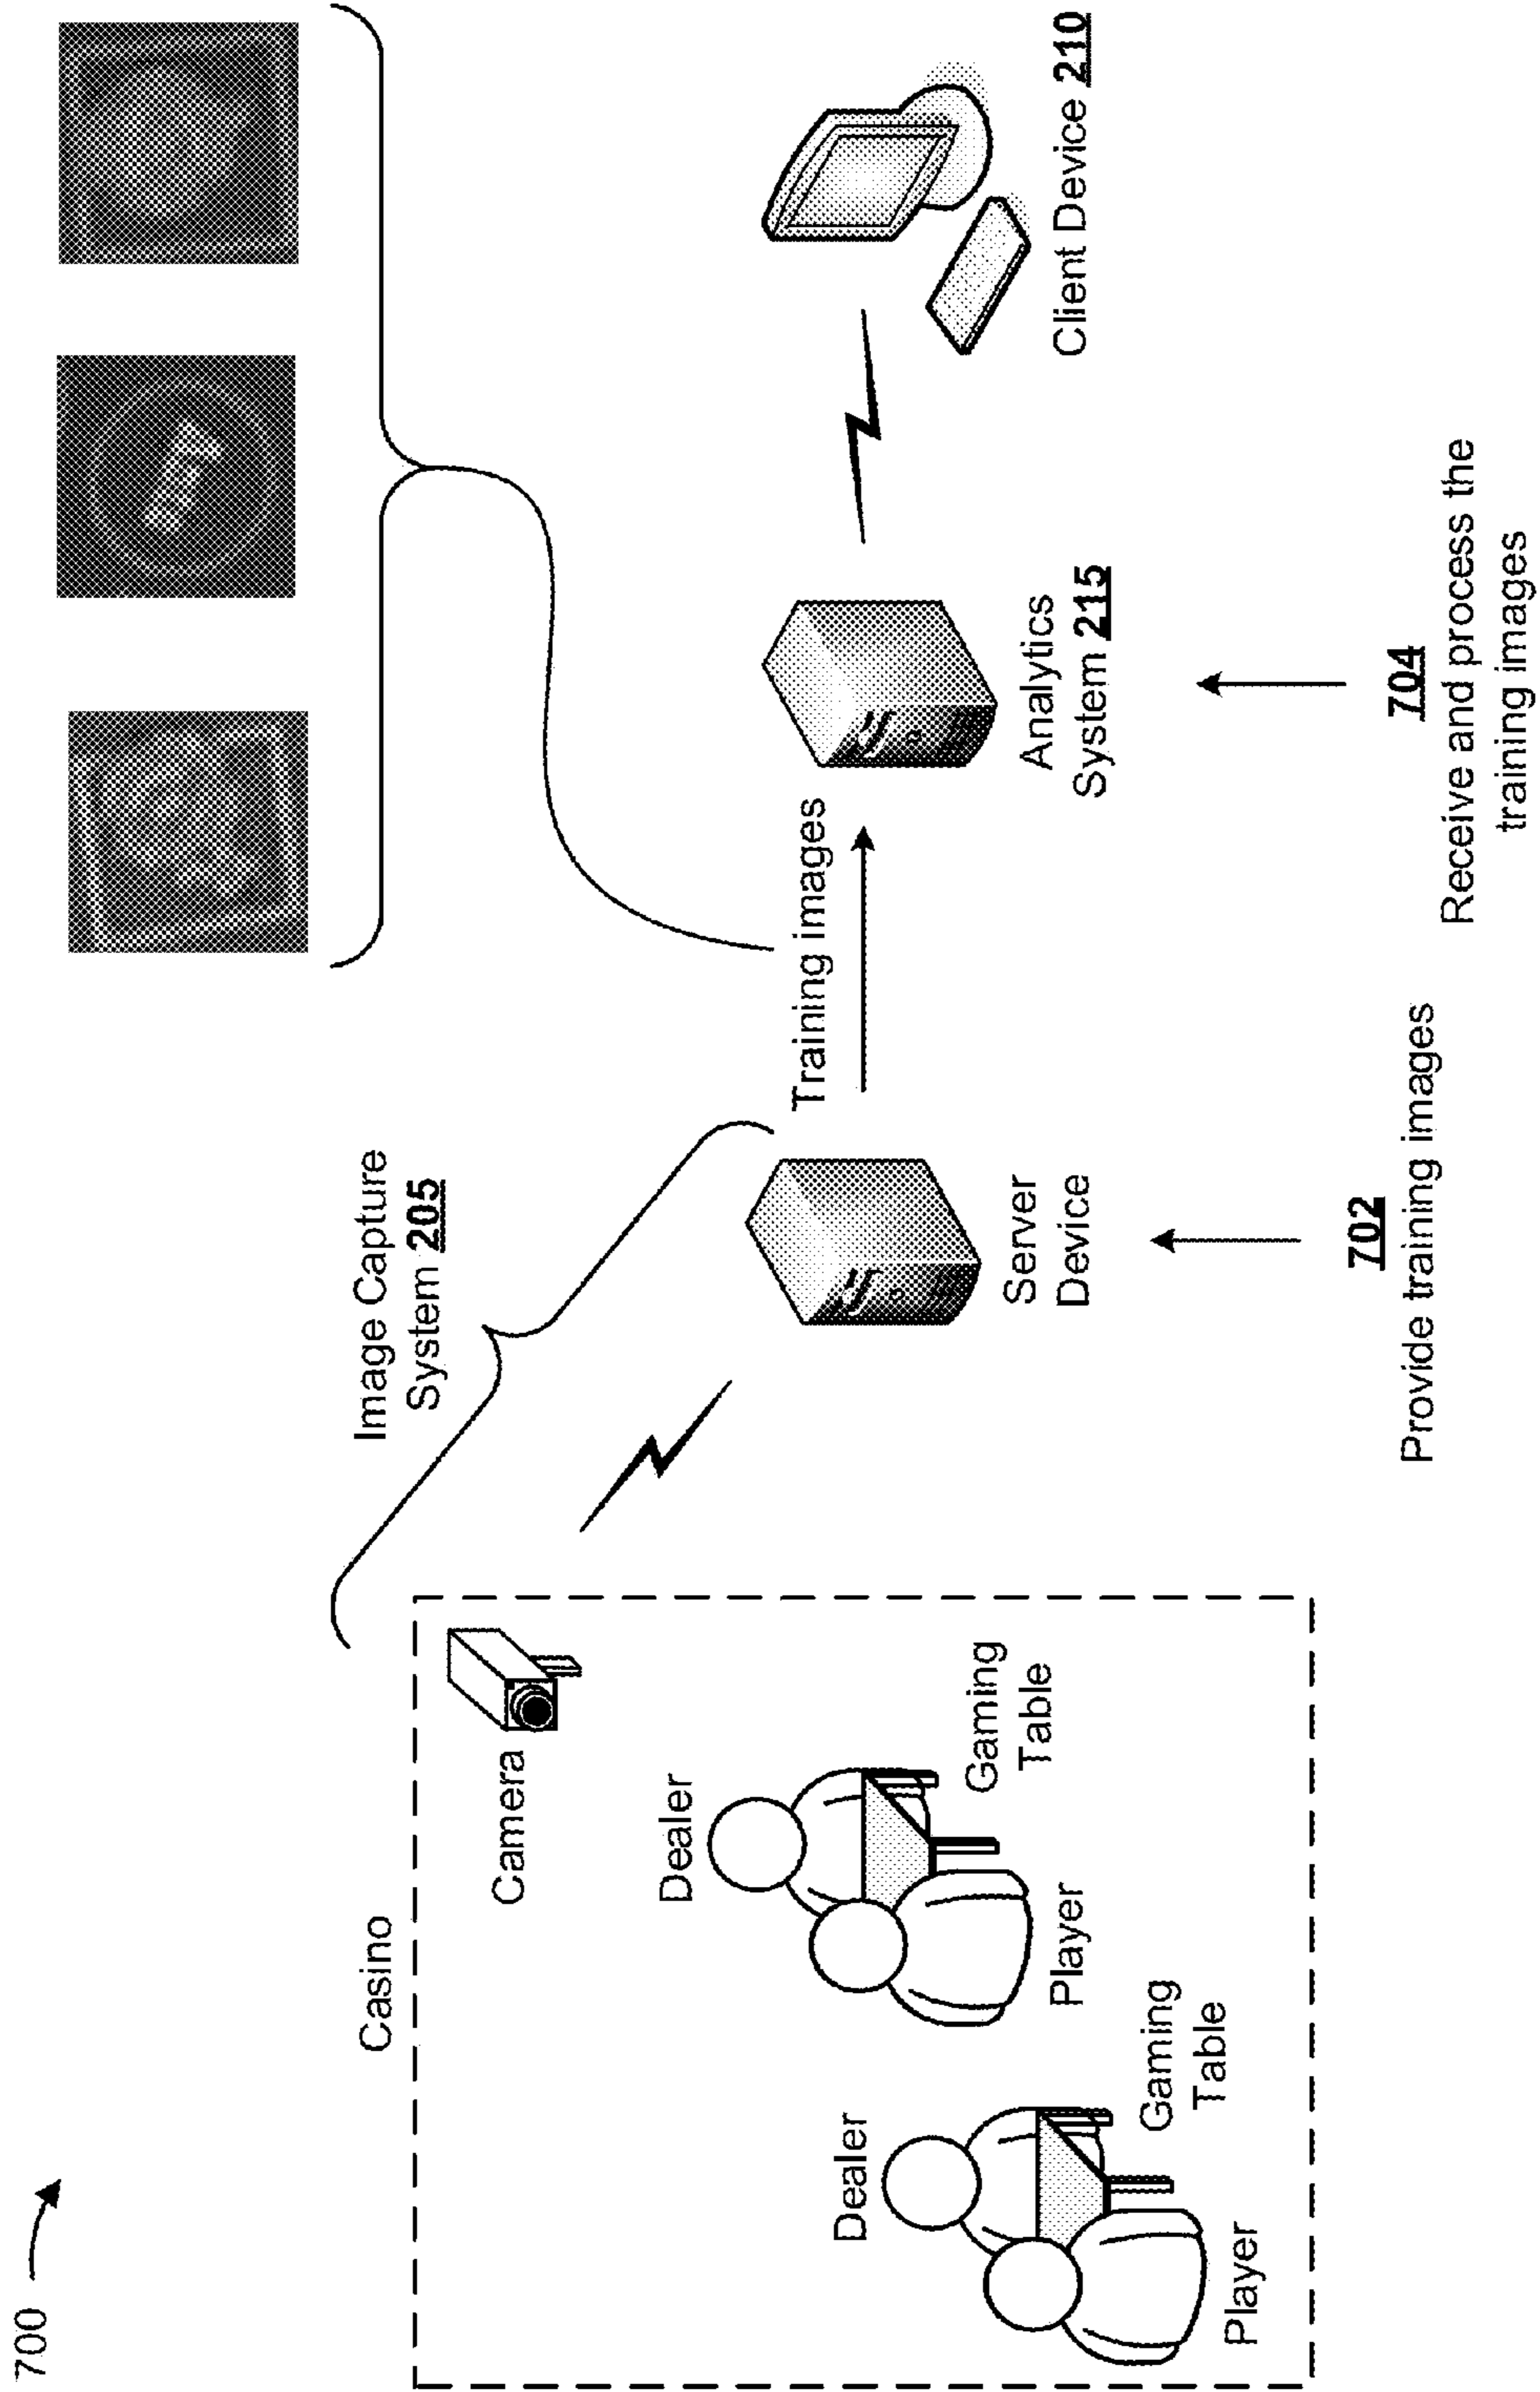 700
Casino
Camera
Dealer
Gaming
Table
Player
Dealer
Gaming
Table
Player
Image Capture
System 205
Server
Device
Training images
Analytics
System 215
Client Device 210
702
Provide training images
704
Receive and process the
training images